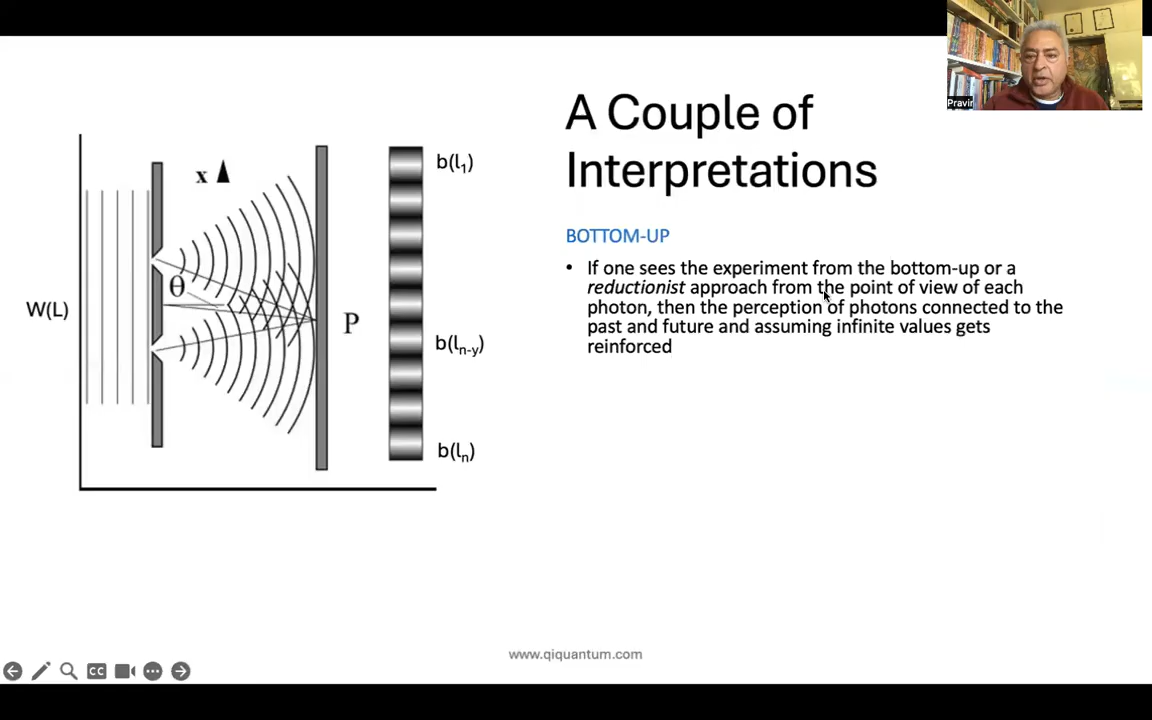 Pravir
A Couple of
Interpretations
BOTTOM-UP
• If one sees the experiment from the bottom-up or a
reductionist approach from the point of view of each
photon, then the perception of photons connected to the
past and future and assuming infinite values gets
reinforced
x
θ
W(L)
P
b(l1)
b(ln-y)
b(ln)
www.qiquantum.com
CC